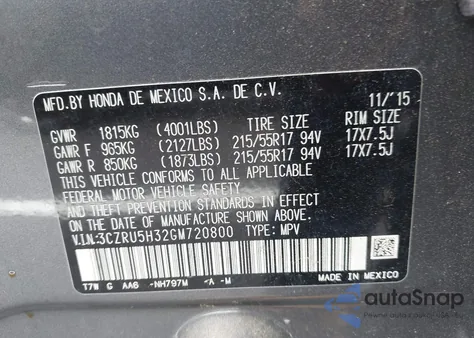 MFD.BY HONDA DE MEXICO S.A. DE C.V. 11/'15
GVWR 1815KG (4001LBS) TIRE SIZE RIM SIZE
GAWR F 965KG (2127LBS) 215/55R17 94V 17X7.5J
GAWR R 850KG (1873LBS) 215/55R17 94V 17X7.5J
THIS VEHICLE CONFORMS TO ALL APPLICABLE
FEDERAL MOTOR VEHICLE SAFETY
STANDARDS IN EFFECT
ON THE DATE OF MANUFACTURE SHOWN ABOVE.
V.I.N:3CZRU5H32GM720800 TYPE: MPV
T7W G AA6 -NH797M -A -M MADE IN MEXICO
autoSnap
by carfast express